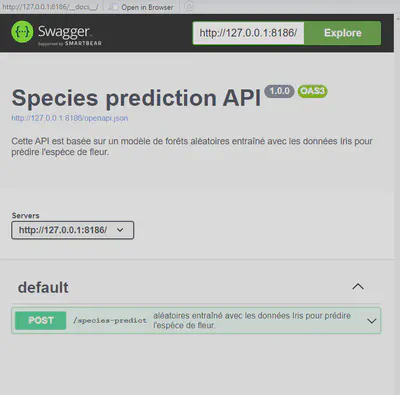 http://127.0.0.1:8186/__docs__/
Open in Browser
Swagger
Supported by SMARTBEAR
http://127.0.0.1:8186/
Explore
Species prediction API 1.0.0 OAS3
http://127.0.0.1:8186/openapi.json
Cette API est basée sur un modèle de forêts aléatoires entraîné avec les données Iris pour
prédire l'espèce de fleur.
Servers
http://127.0.0.1:8186/
default
POST /species-predict aléatoires entraîné avec les données Iris pour prédire
l'espèce de fleur.